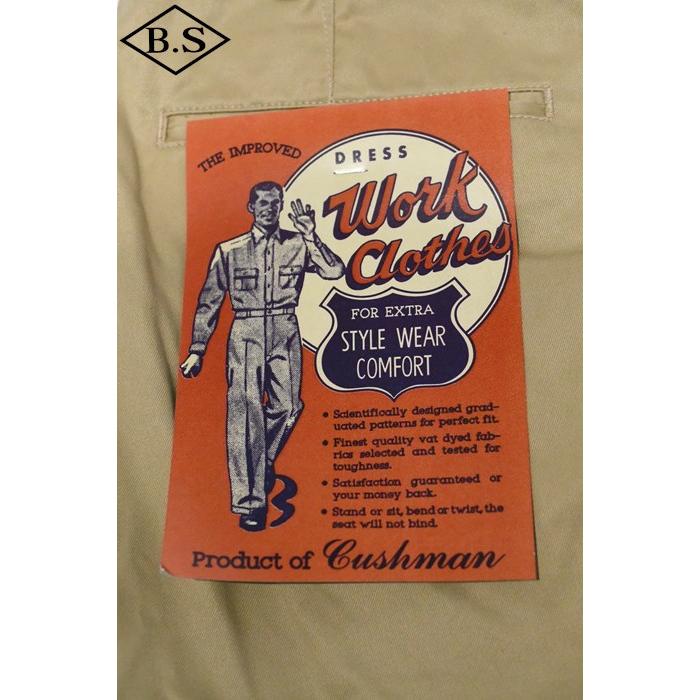 B.S
THE IMPROVED
DRESS
Work
Clothes
FOR EXTRA
STYLE WEAR
COMFORT
• Scientifically designed grad-
uated patterns for perfect fit.
• Finest quality vat dyed fab-
rics selected and tested for
toughness.
• Satisfaction guaranteed or
your money back.
• Stand or sit, bend or twist, the
seat will not bind.
Product of Cushman